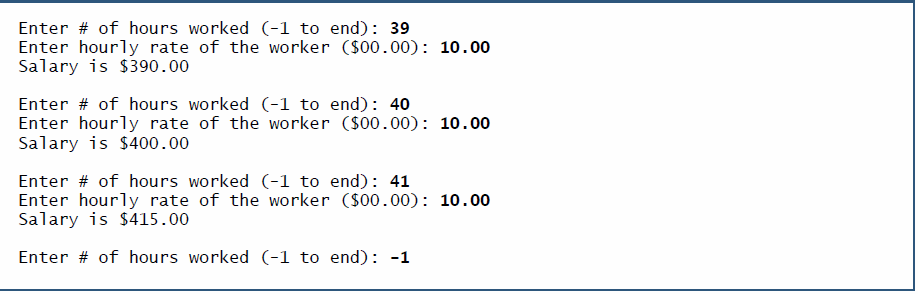 Enter # of hours worked (-1 to end): 39
Enter hourly rate of the worker ($00.00): 10.00
Salary is $390.00
Enter # of hours worked (-1 to end): 40
Enter hourly rate of the worker ($00.00): 10.00
Salary is $400.00
Enter # of hours worked (-1 to end): 41
Enter hourly rate of the worker ($00.00): 10.00
Salary is $415.00
Enter # of hours worked (-1 to end): -1